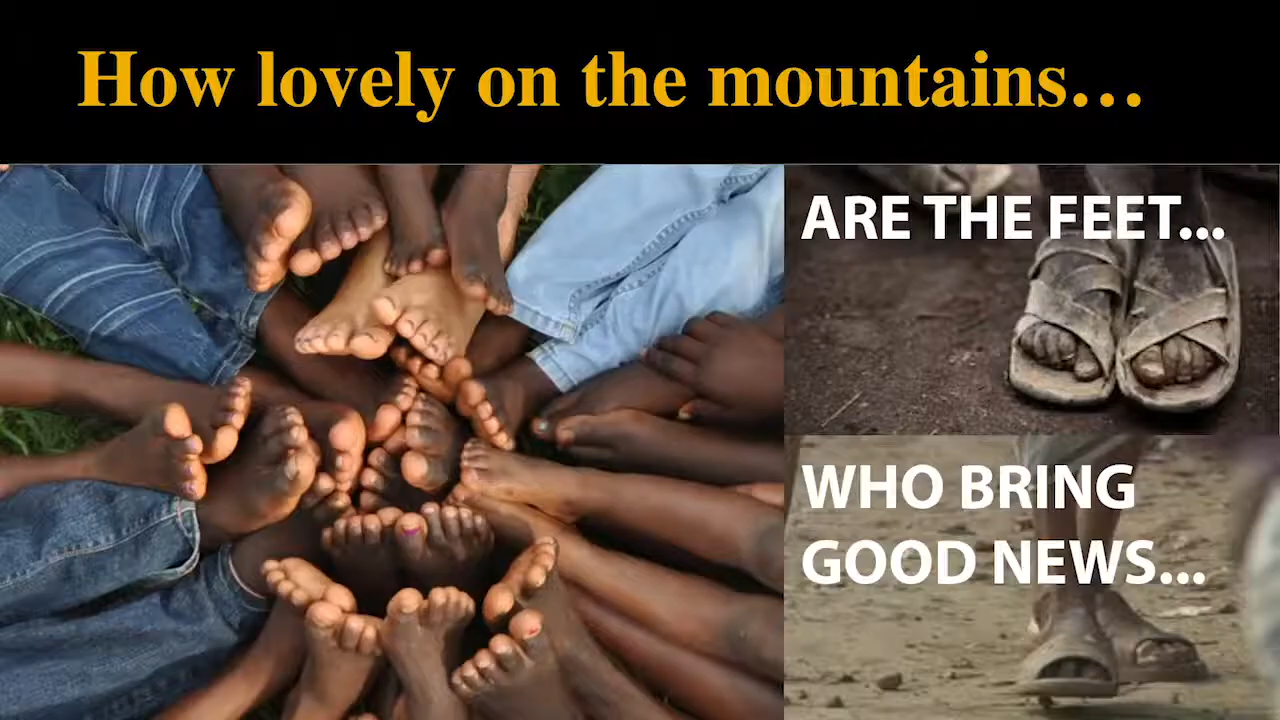 How lovely on the mountains…
ARE THE FEET...
WHO BRING
GOOD NEWS...